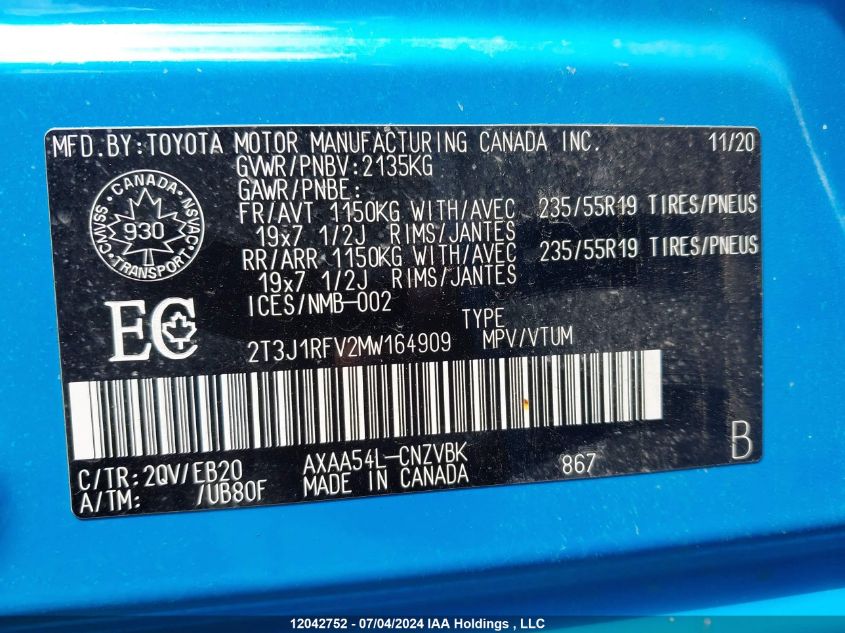 MFD.BY:TOYOTA MOTOR MANUFACTURING CANADA INC. 11/20
GVWR/PNBV:2135KG
GAWR/PNBE:
FR/AVT 1150KG WITH/AVEC 235/55R19 TIRES/PNEUS
19x7 1/2J RIMS/JANTES
RR/ARR 1150KG WITH/AVEC 235/55R19 TIRES/PNEUS
19x7 1/2J RIMS/JANTES
ICES/NMB-002
CANADA
CMVSS 930 NSVAC
TRANSPORT
EC
TYPE
2T3J1RFV2MW164909 MPV/VTUM
C/TR:2QV/EB20 AXAA54L-CNZVBK 867 B
A/TM: /UB80F MADE IN CANADA
12042752 - 07/04/2024 IAA Holdings , LLC